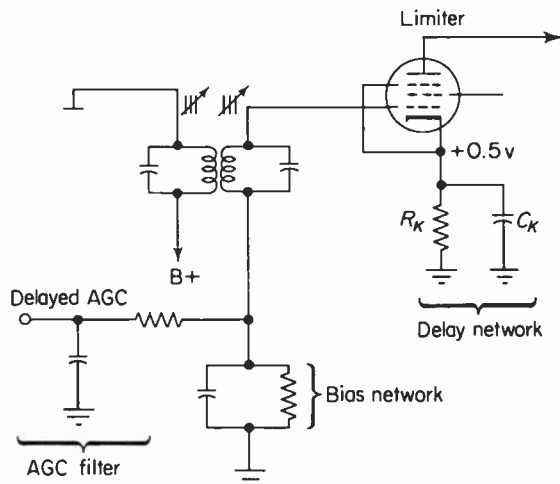 Limiter
+0.5 v
R_K
C_K
B+
Delayed AGC
Delay network
Bias network
AGC filter